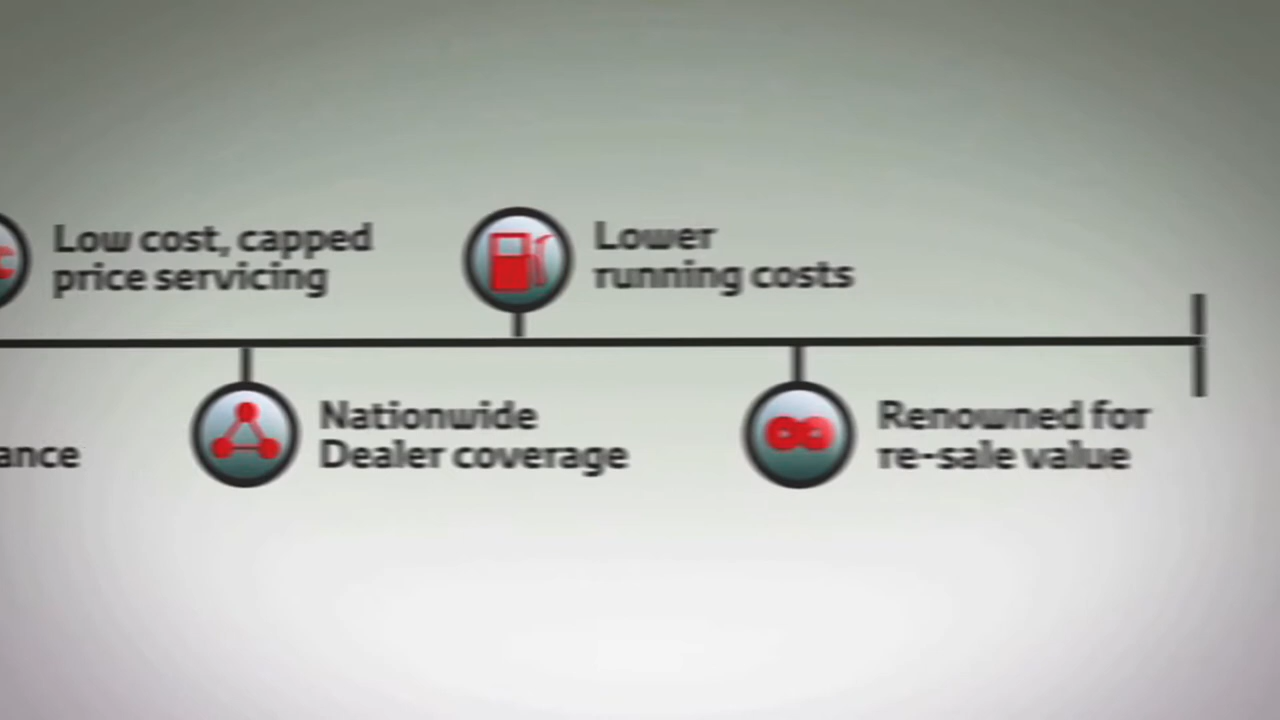 Low cost, capped
price servicing
Lower
running costs
ance
Nationwide
Dealer coverage
Renowned for
re-sale value